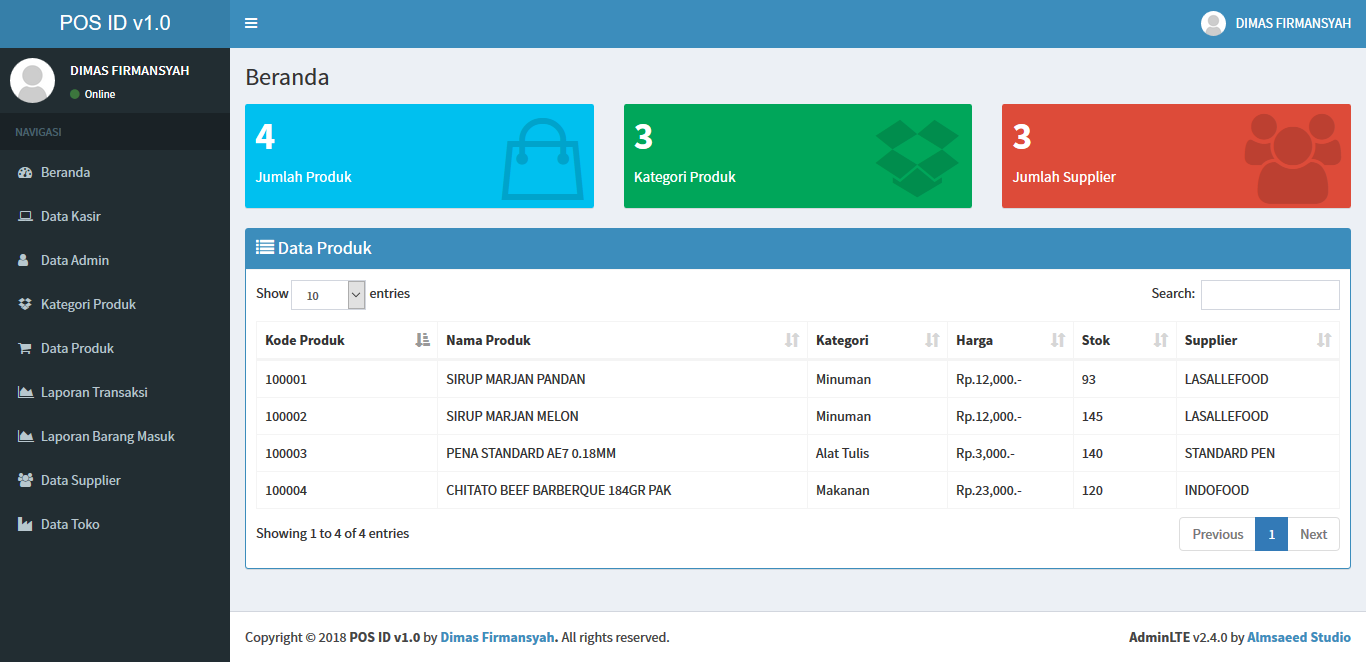 POS ID v1.0
DIMAS FIRMANSYAH
DIMAS FIRMANSYAH
Online
NAVIGASI
Beranda
Data Kasir
Data Admin
Kategori Produk
Data Produk
Laporan Transaksi
Laporan Barang Masuk
Data Supplier
Data Toko
Beranda
4
Jumlah Produk
3
Kategori Produk
3
Jumlah Supplier
Data Produk
Show 10 entries
Search:
Kode Produk Nama Produk Kategori Harga Stok Supplier
100001 SIRUP MARJAN PANDAN Minuman Rp.12,000.- 93 LASALLEFOOD
100002 SIRUP MARJAN MELON Minuman Rp.12,000.- 145 LASALLEFOOD
100003 PENA STANDARD AE7 0.18MM Alat Tulis Rp.3,000.- 140 STANDARD PEN
100004 CHITATO BEEF BARBERQUE 184GR PAK Makanan Rp.23,000.- 120 INDOFOOD
Showing 1 to 4 of 4 entries
Previous 1 Next
Copyright © 2018 POS ID v1.0 by Dimas Firmansyah. All rights reserved.
AdminLTE v2.4.0 by Almsaeed Studio